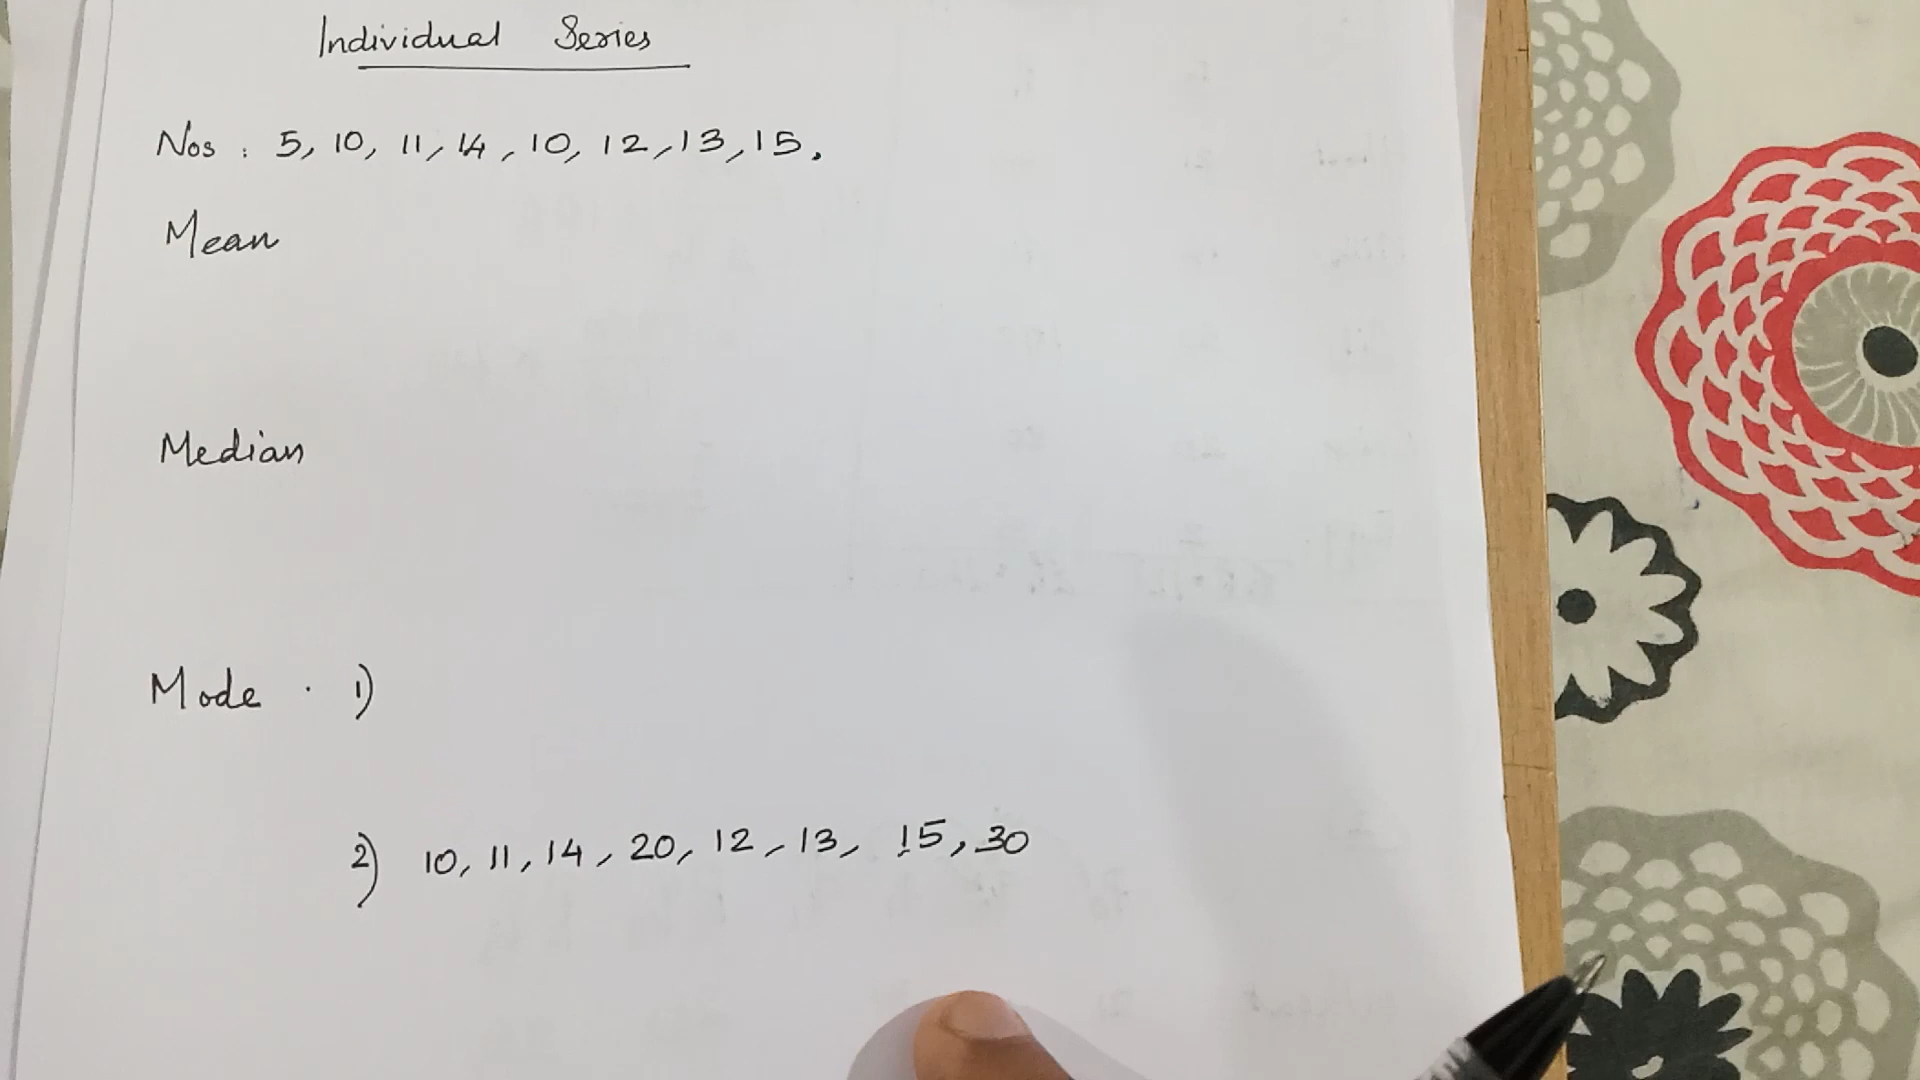 Individual Series
Nos : 5, 10, 11, 14, 10, 12, 13, 15.
Mean
Median
Mode . 1)
2) 10, 11, 14, 20, 12, 13, 15, 30